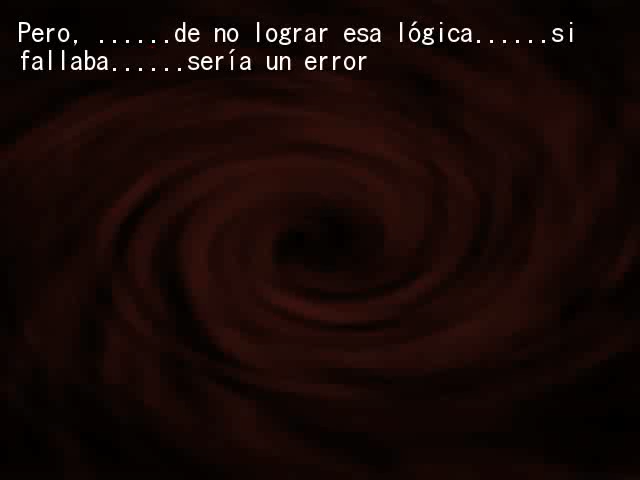 Pero, ......de no lograr esa lógica......si
fallaba......sería un error